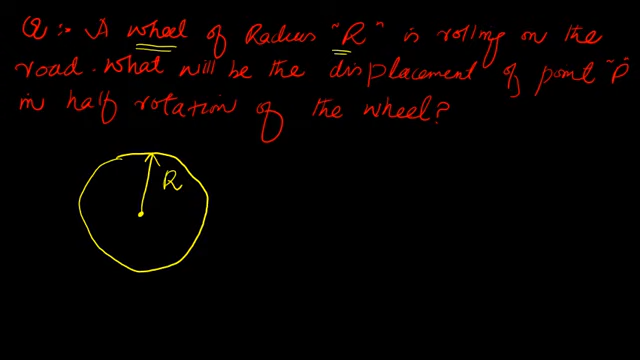 Q :- A wheel of Radius "R" is rolling on the
road. What will be the displacement of point "P"
in half rotation of the wheel?
R